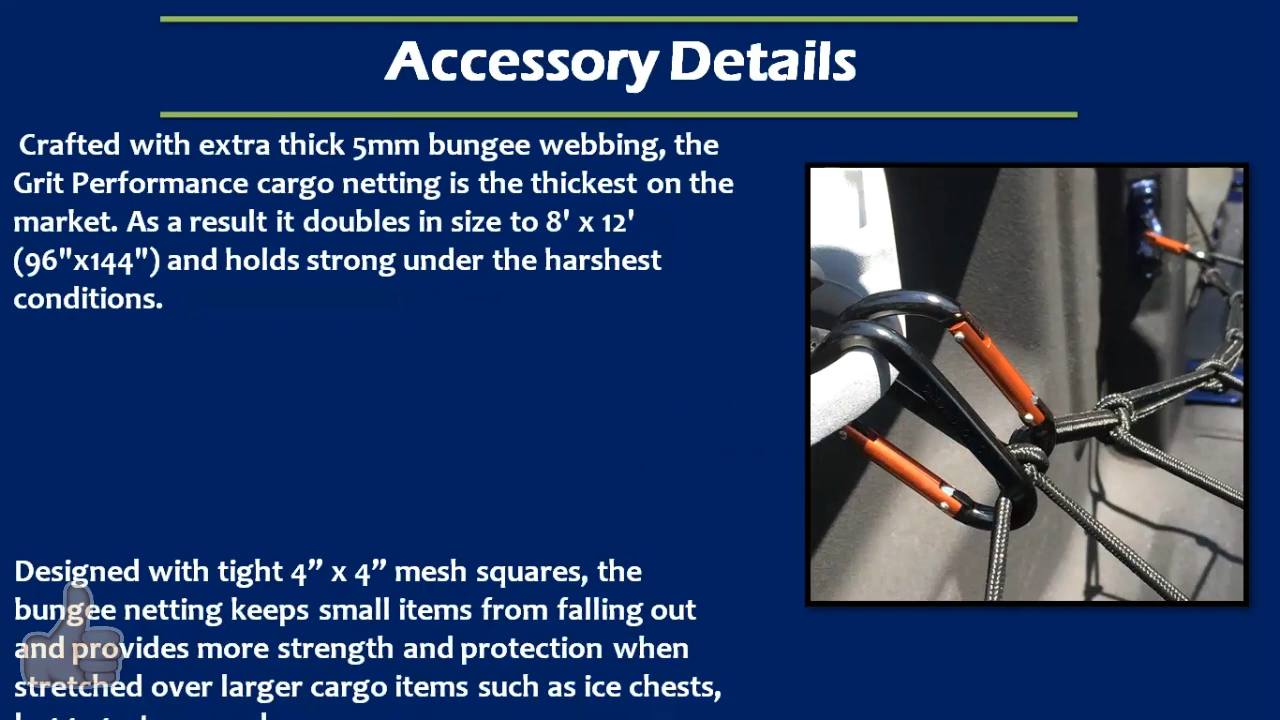 Accessory Details
Crafted with extra thick 5mm bungee webbing, the
Grit Performance cargo netting is the thickest on the
market. As a result it doubles in size to 8' x 12'
(96"x144") and holds strong under the harshest
conditions.
Designed with tight 4” x 4” mesh squares, the
bungee netting keeps small items from falling out
and provides more strength and protection when
stretched over larger cargo items such as ice chests,